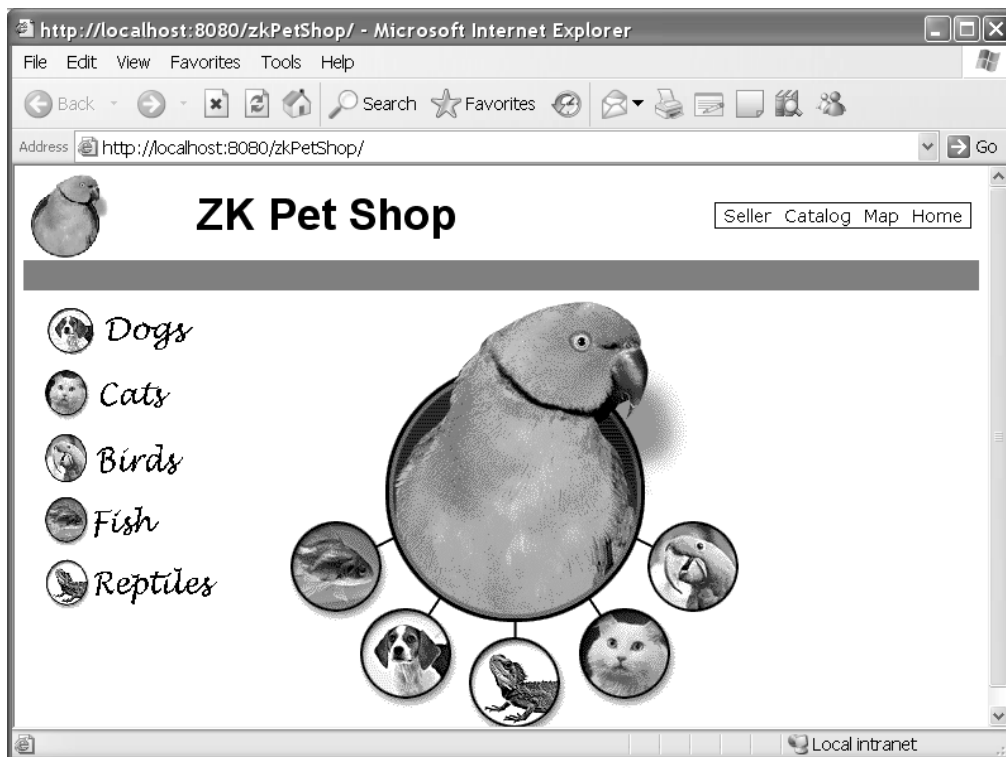 http://localhost:8080/zkPetShop/ - Microsoft Internet Explorer
File Edit View Favorites Tools Help
Back Search Favorites
Address http://localhost:8080/zkPetShop/ Go
ZK Pet Shop
Seller Catalog Map Home
Dogs
Cats
Birds
Fish
Reptiles
Local intranet